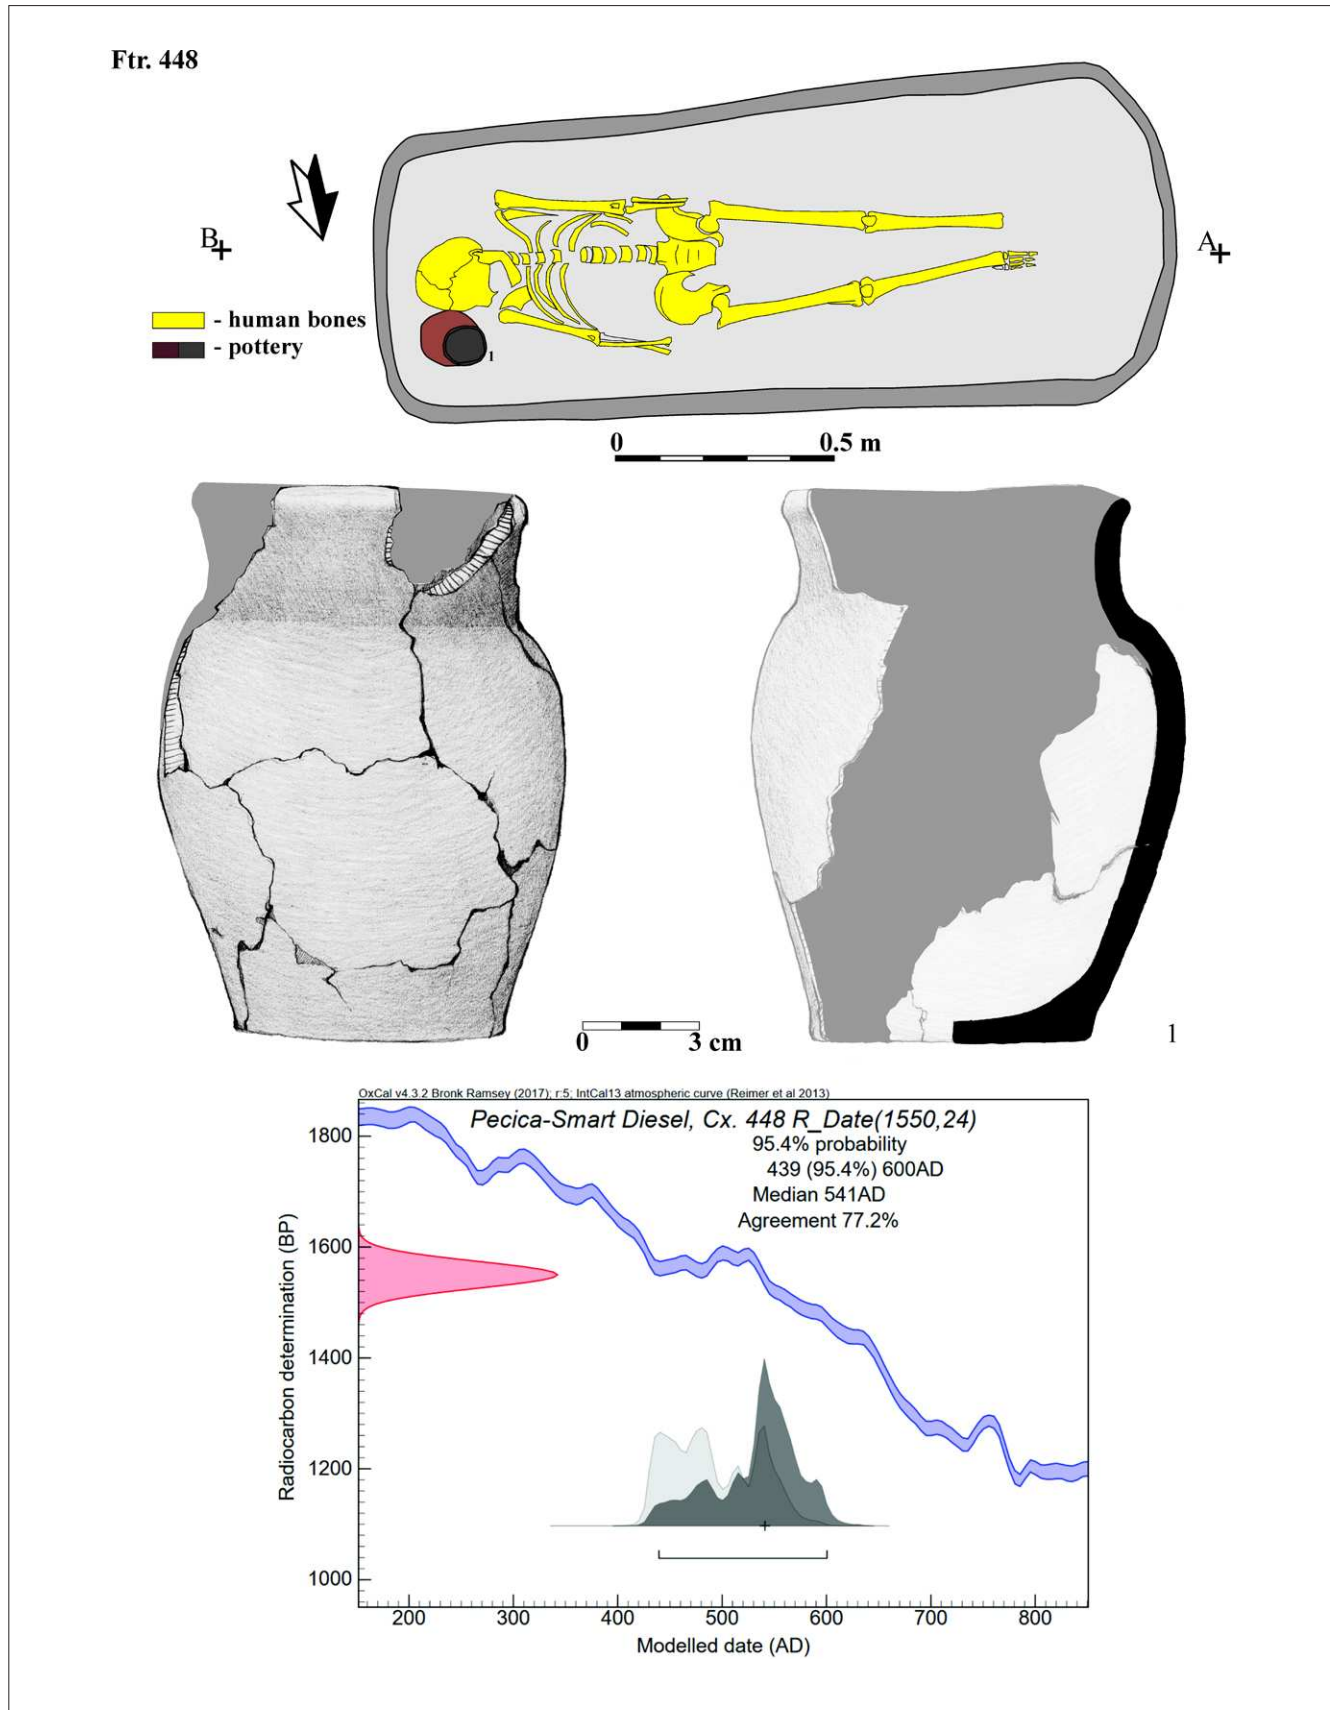 Ftr. 448
B
A
- human bones
- pottery
1
0 0.5 m
0 3 cm
1
OxCal v4.3.2 Bronk Ramsey (2017); r:5; IntCal13 atmospheric curve (Reimer et al 2013)
Pecica-Smart Diesel, Cx. 448 R_Date(1550,24)
95.4% probability
439 (95.4%) 600AD
Median 541AD
Agreement 77.2%
Radiocarbon determination (BP)
1800
1600
1400
1200
1000
200 300 400 500 600 700 800
Modelled date (AD)